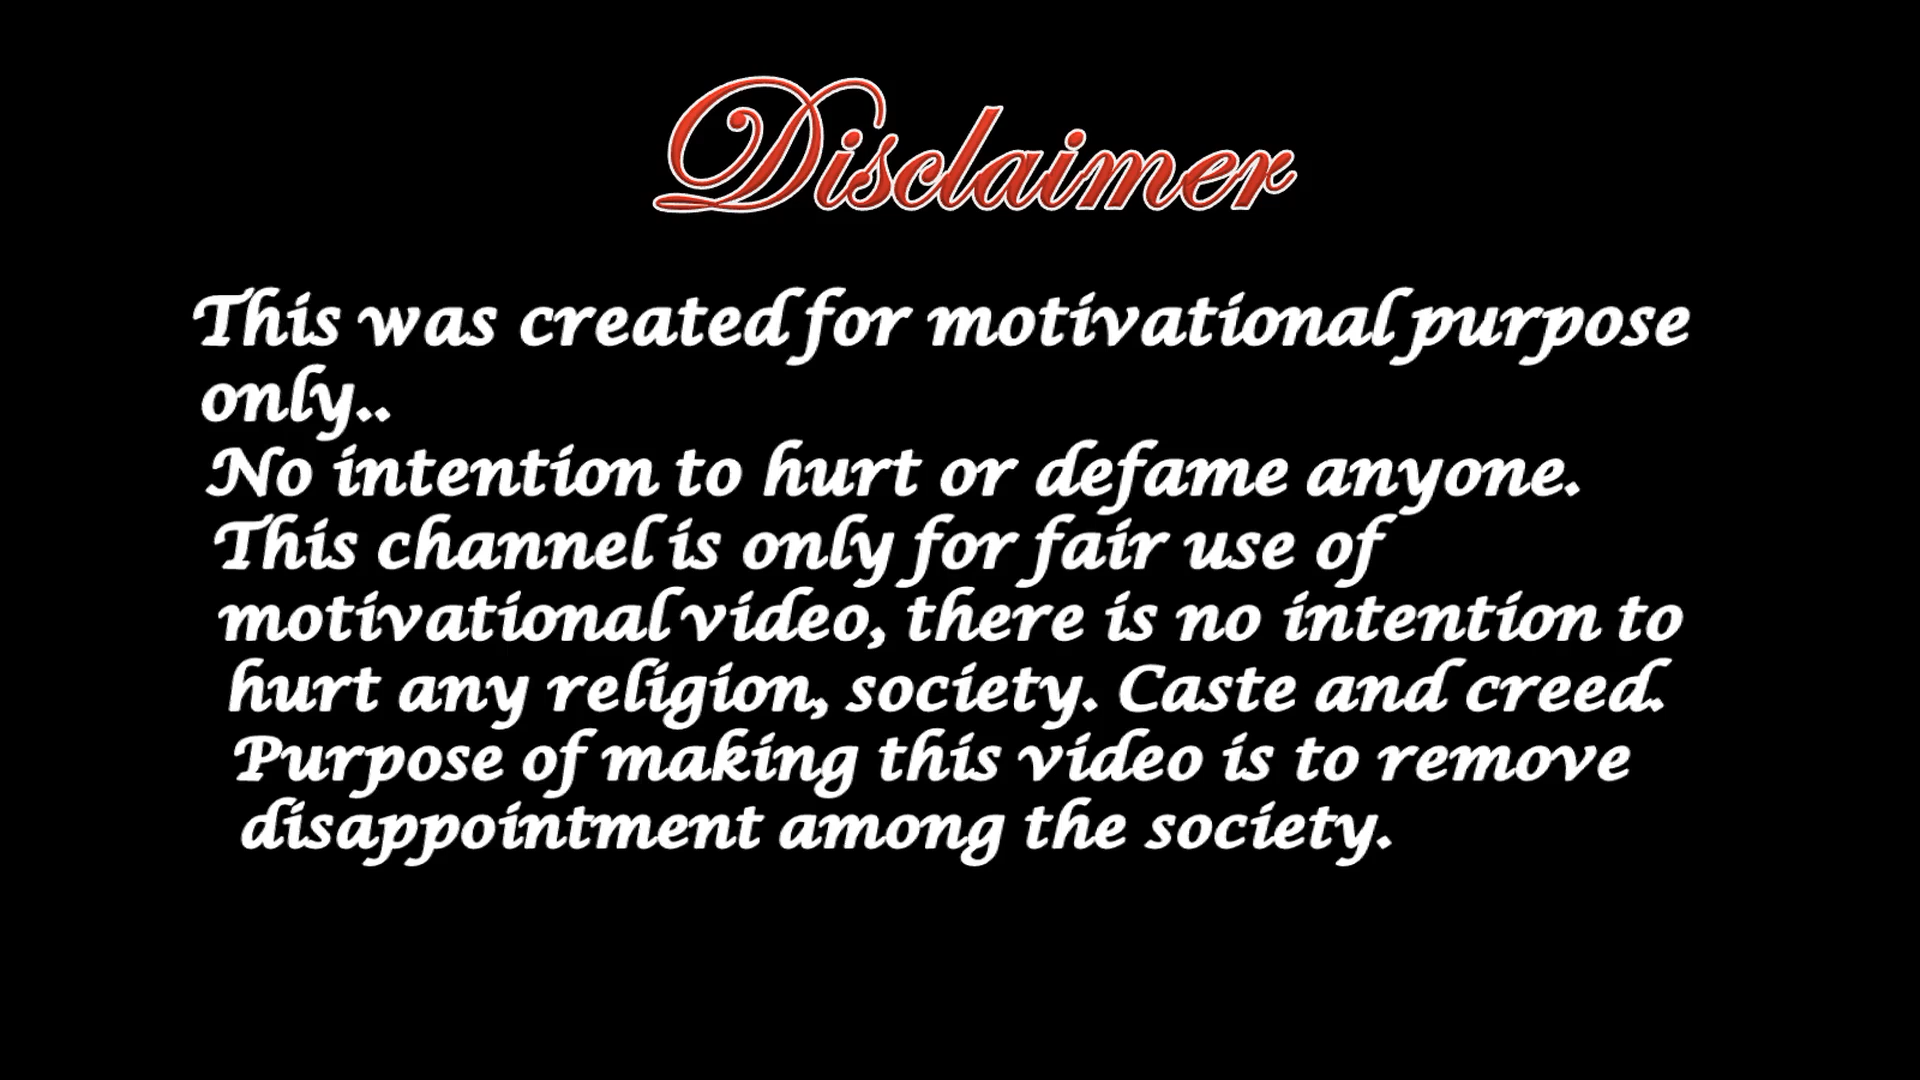 Disclaimer
This was created for motivational purpose
only..
No intention to hurt or defame anyone.
This channel is only for fair use of
motivational video, there is no intention to
hurt any religion, society. Caste and creed.
Purpose of making this video is to remove
disappointment among the society.